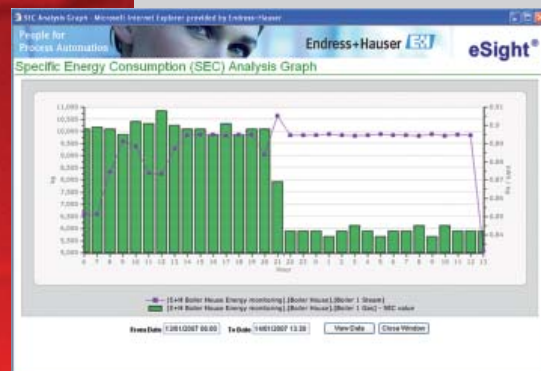 SEC Analysis Graph - Microsoft Internet Explorer provided by Endress+Hauser
People for
Process Automation
Endress+Hauser EH
eSight®
Specific Energy Consumption (SEC) Analysis Graph
11,000
10,500
10,000
9,500
9,000
8,500
8,000
7,500
7,000
6,500
6,000
5,500
5,000
kg
0.91
0.9
0.89
0.88
0.87
0.86
0.85
0.84
6 7 8 9 10 11 12 13 14 15 16 17 18 19 20 21 22 23 0 1 2 3 4 5 6 7 8 9 10 11 12 13
Hour
[E+H Boiler House Energy monitoring].[Boiler House].[Boiler 1 Steam]
[E+H Boiler House Energy monitoring].[Boiler House].[Boiler 1 Gas] - SEC value
From Date 13/01/2007 06.00 To Date 14/01/2007 13.28 View Data Close Window